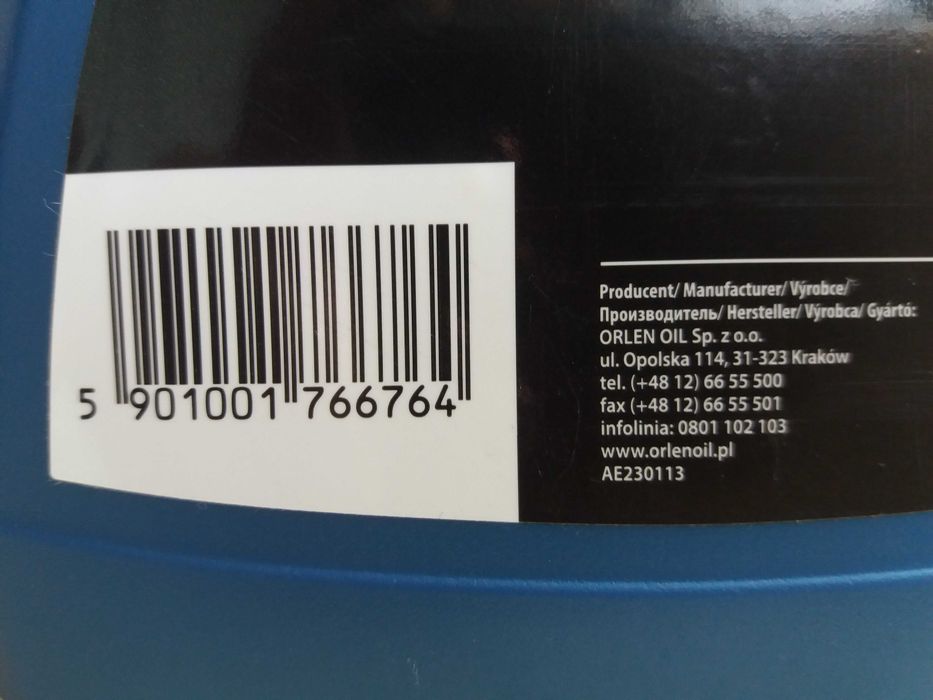 5 901001 766764
Producent/ Manufacturer/ Výrobce/
Производитель/ Hersteller/ Výrobca/ Gyártó:
ORLEN OIL Sp. z o.o.
ul. Opolska 114, 31-323 Kraków
tel. (+48 12) 66 55 500
fax (+48 12) 66 55 501
infolinia: 0801 102 103
www.orlenoil.pl
AE230113